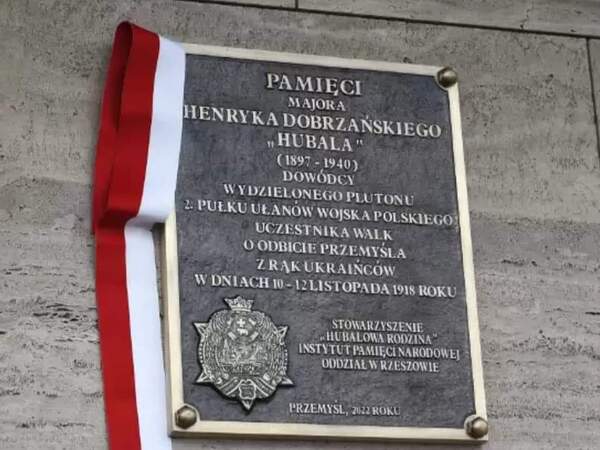 PAMIĘCI
MAJORA
HENRYKA DOBRZAŃSKIEGO
„HUBALA"
(1897 - 1940)
DOWÓDCY
WYDZIELONEGO PLUTONU
2. PUŁKU UŁANÓW WOJSKA POLSKIEGO
UCZESTNIKA WALK
O ODBICIE PRZEMYŚLA
Z RĄK UKRAIŃCÓW
W DNIACH 10 - 12 LISTOPADA 1918 ROKU
STOWARZYSZENIE
„HUBALOWA RODZINA"
INSTYTUT PAMIĘCI NARODOWEJ
ODDZIAŁ W RZESZOWIE
PRZEMYŚL, 2022 ROKU